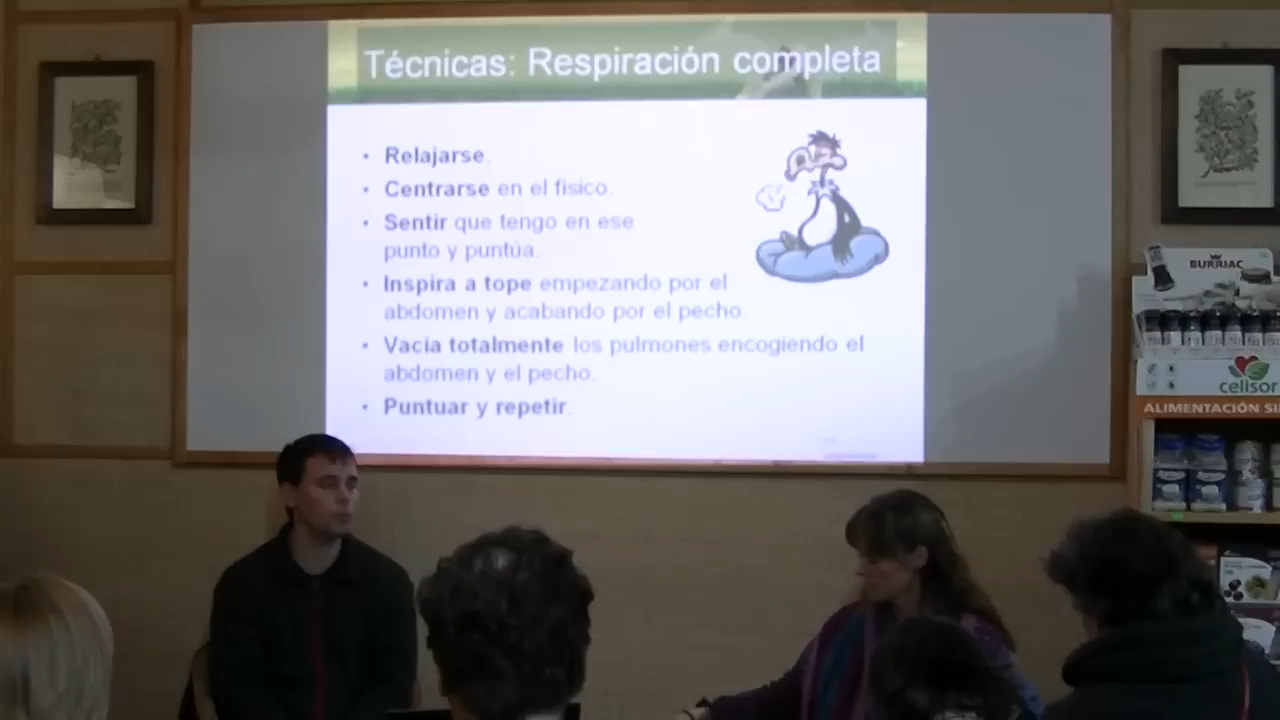 Técnicas: Respiración completa
• Relajarse.
• Centrarse en el físico.
• Sentir que tengo en ese
punto y puntúa.
• Inspira a tope empezando por el
abdomen y acabando por el pecho.
• Vacía totalmente los pulmones encogiendo el
abdomen y el pecho.
• Puntuar y repetir.
BURRIAC
celisor
ALIMENTACIÓN